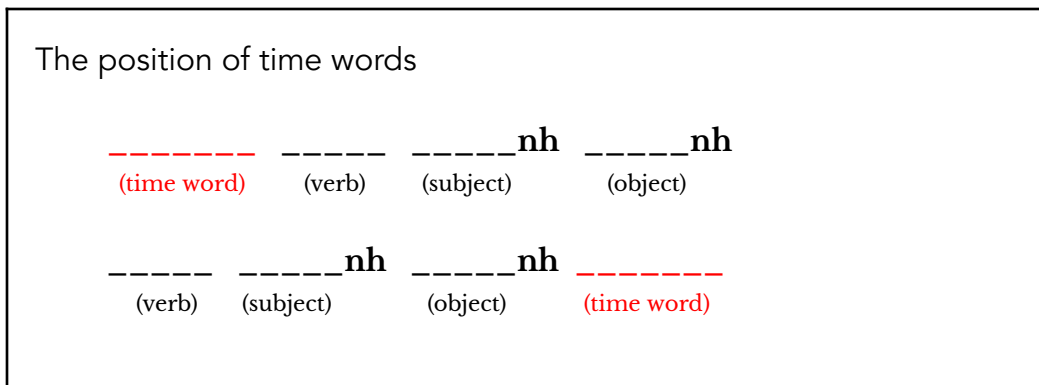 The position of time words
_______ _____ _____nh _____nh
(time word) (verb) (subject) (object)
_____ _____nh _____nh _______
(verb) (subject) (object) (time word)